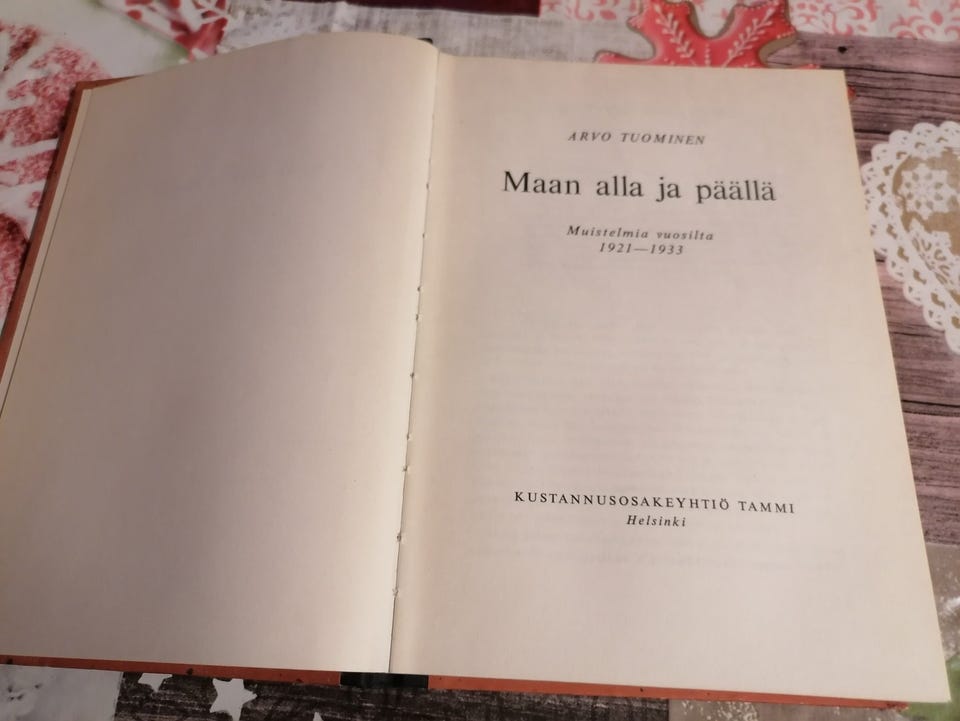 ARVO TUOMINEN
Maan alla ja päällä
Muistelmia vuosilta
1921—1933
KUSTANNUSOSAKEYHTIÖ TAMMI
Helsinki